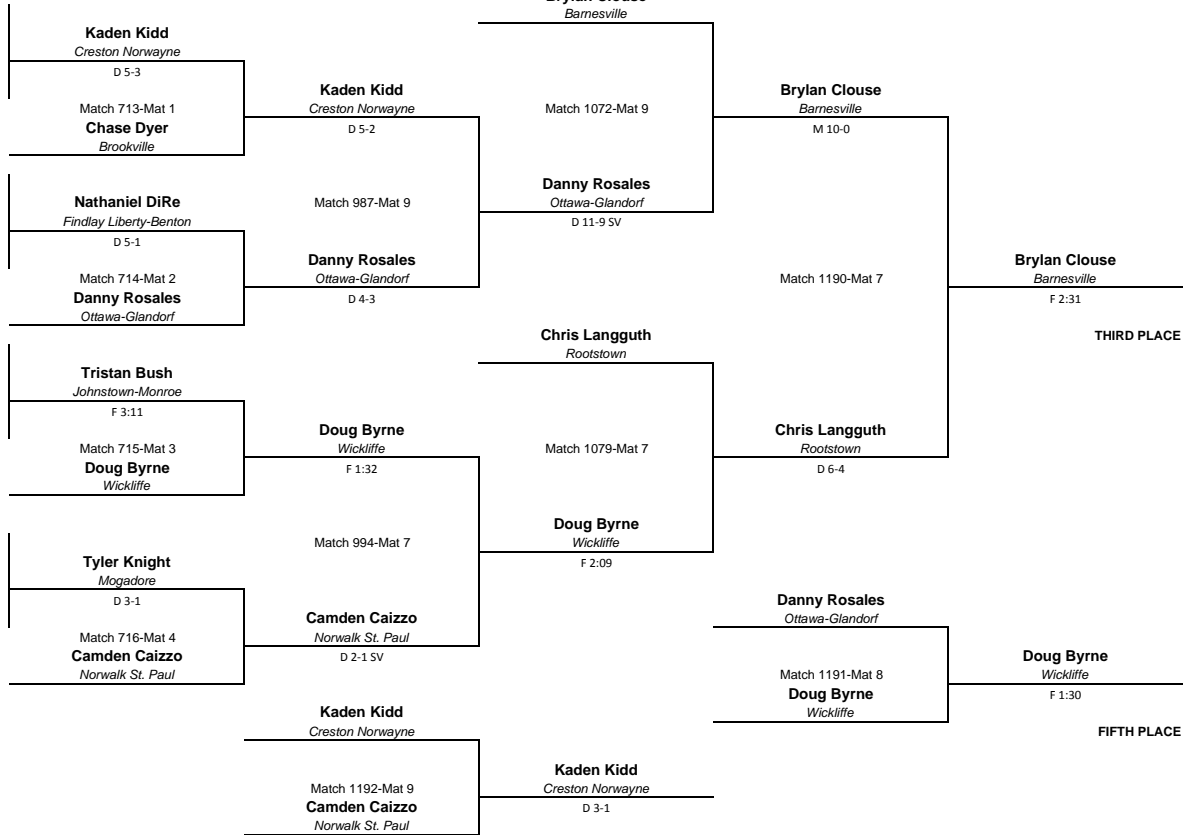 Brylan Clouse
Barnesville
Kaden Kidd
Creston Norwayne
D 5-3
Match 713-Mat 1
Chase Dyer
Brookville
Kaden Kidd
Creston Norwayne
D 5-2
Match 1072-Mat 9
Brylan Clouse
Barnesville
M 10-0
Nathaniel DiRe
Findlay Liberty-Benton
D 5-1
Match 714-Mat 2
Danny Rosales
Ottawa-Glandorf
Match 987-Mat 9
Danny Rosales
Ottawa-Glandorf
D 11-9 SV
Danny Rosales
Ottawa-Glandorf
D 4-3
Match 1190-Mat 7
Brylan Clouse
Barnesville
F 2:31
THIRD PLACE
Tristan Bush
Johnstown-Monroe
F 3:11
Match 715-Mat 3
Doug Byrne
Wickliffe
Chris Langguth
Rootstown
Doug Byrne
Wickliffe
F 1:32
Match 1079-Mat 7
Chris Langguth
Rootstown
D 6-4
Match 994-Mat 7
Doug Byrne
Wickliffe
F 2:09
Tyler Knight
Mogadore
D 3-1
Match 716-Mat 4
Camden Caizzo
Norwalk St. Paul
Camden Caizzo
Norwalk St. Paul
D 2-1 SV
Danny Rosales
Ottawa-Glandorf
Match 1191-Mat 8
Doug Byrne
Wickliffe
Doug Byrne
Wickliffe
F 1:30
FIFTH PLACE
Kaden Kidd
Creston Norwayne
Match 1192-Mat 9
Camden Caizzo
Norwalk St. Paul
Kaden Kidd
Creston Norwayne
D 3-1